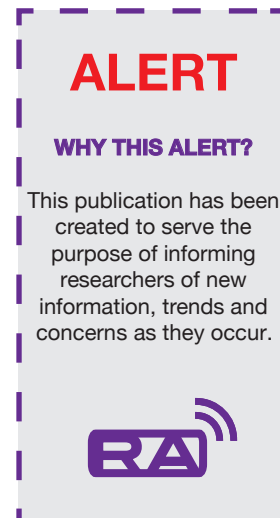 ALERT
WHY THIS ALERT?
This publication has been
created to serve the
purpose of informing
researchers of new
information, trends and
concerns as they occur.
RA